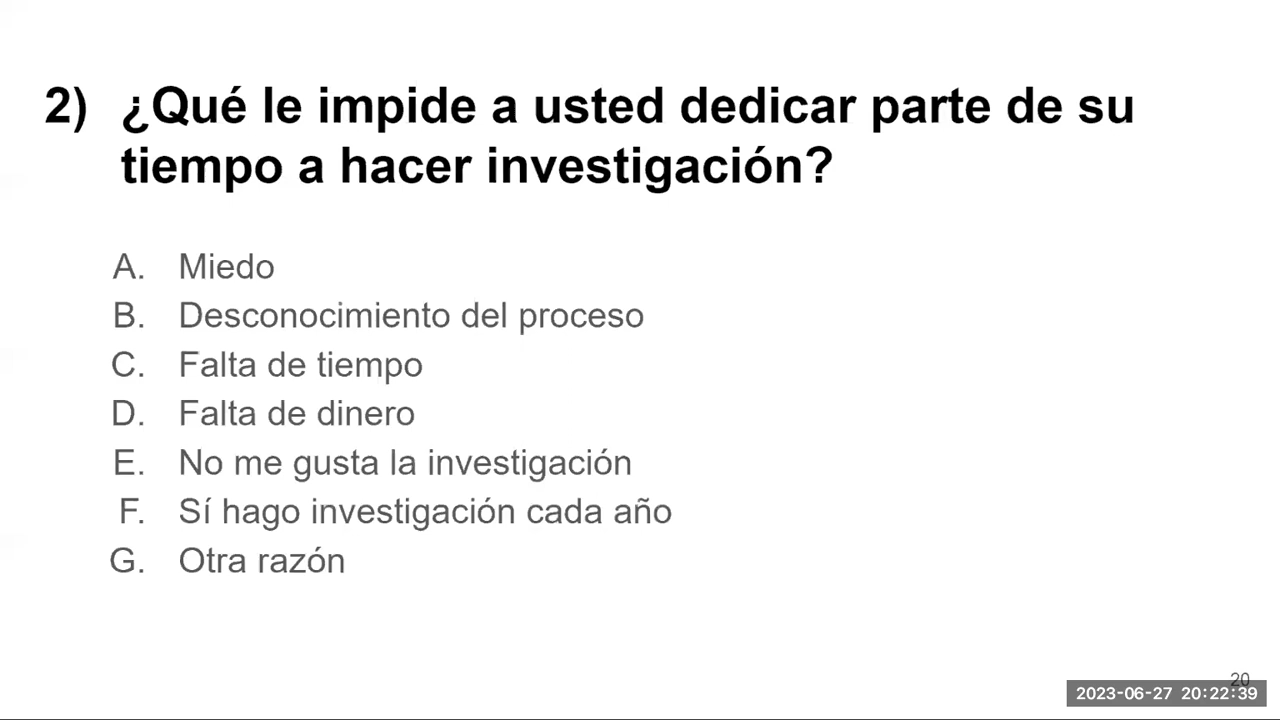 2) ¿Qué le impide a usted dedicar parte de su
tiempo a hacer investigación?
A. Miedo
B. Desconocimiento del proceso
C. Falta de tiempo
D. Falta de dinero
E. No me gusta la investigación
F. Sí hago investigación cada año
G. Otra razón
20
2023-06-27 20:22:39